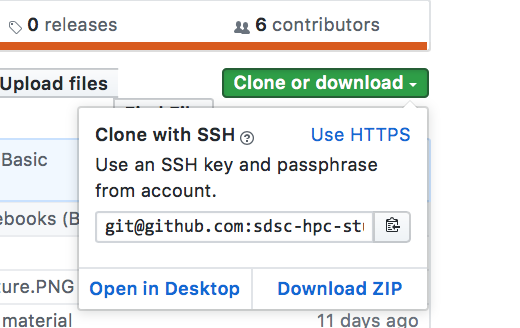 0 releases
6 contributors
Upload files
Clone or download
Clone with SSH
Use HTTPS
Use an SSH key and passphrase
from account.
Basic
git@github.com:sdsc-hpc-st
ture.PNG
Open in Desktop
Download ZIP
material
11 days ago